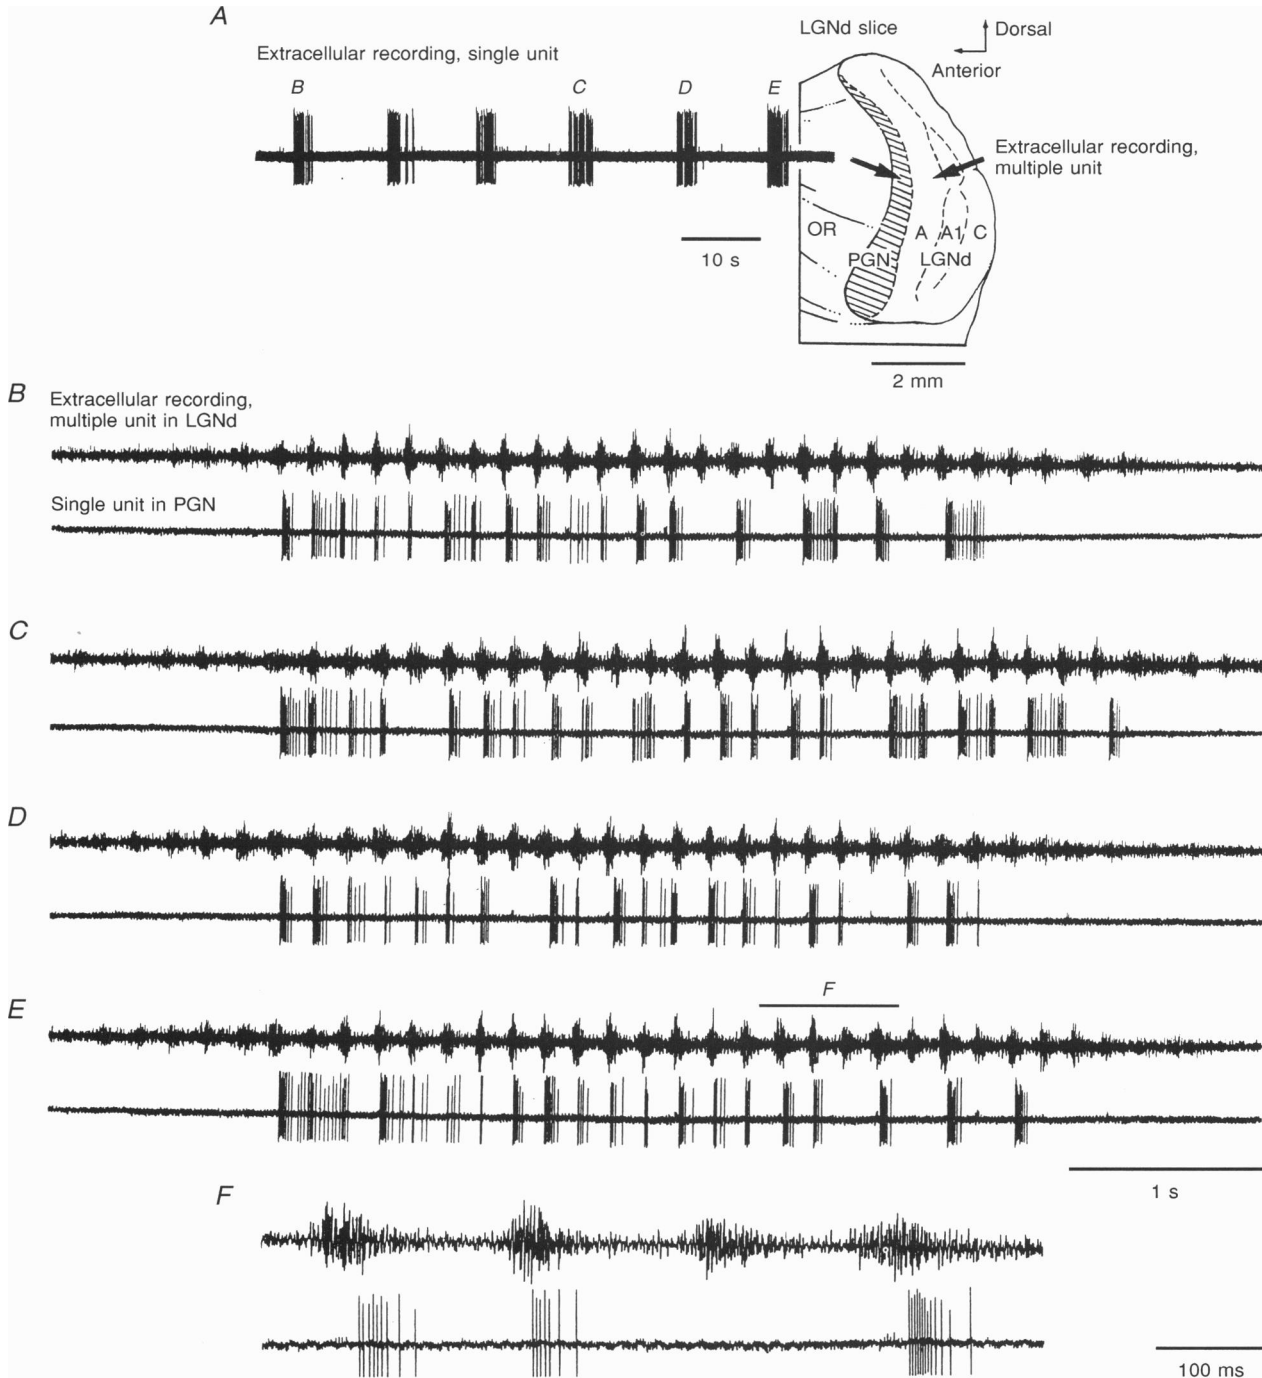 A
LGNd slice
Dorsal
Anterior
Extracellular recording, single unit
B
C
D
E
Extracellular recording,
multiple unit
OR
A
A1
C
PGN
LGNd
10 s
2 mm
B
Extracellular recording,
multiple unit in LGNd
Single unit in PGN
C
D
E
F
1 s
F
100 ms